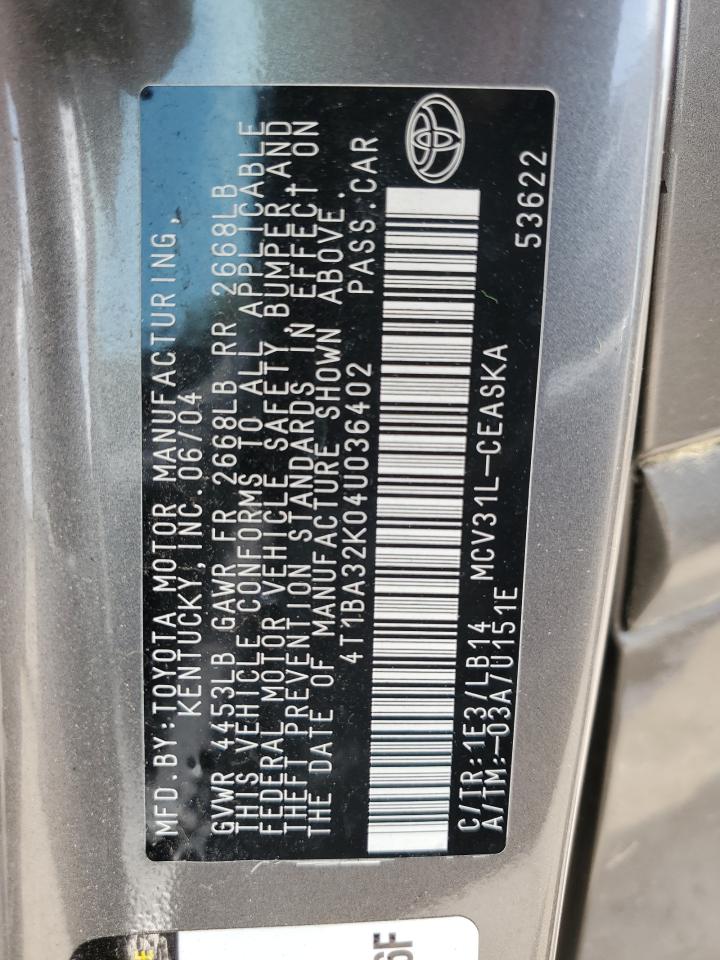 MFD.BY:TOYOTA MOTOR MANUFACTURING,
KENTUCKY,INC.06/04
GVWR 4453LB GAWR FR 2668LB RR 2668LB
THIS VEHICLE CONFORMS TO ALL APPLICABLE
FEDERAL MOTOR VEHICLE SAFETY,BUMPER,AND
THEFT PREVENTION STANDARDS IN EFFECT ON
THE DATE OF MANUFACTURE SHOWN ABOVE.
4T1BA32K04U036402 PASS.CAR
C/TR:1E3/LB14 MCV31L-CEASKA 53622
A/TM:-03A/U151E